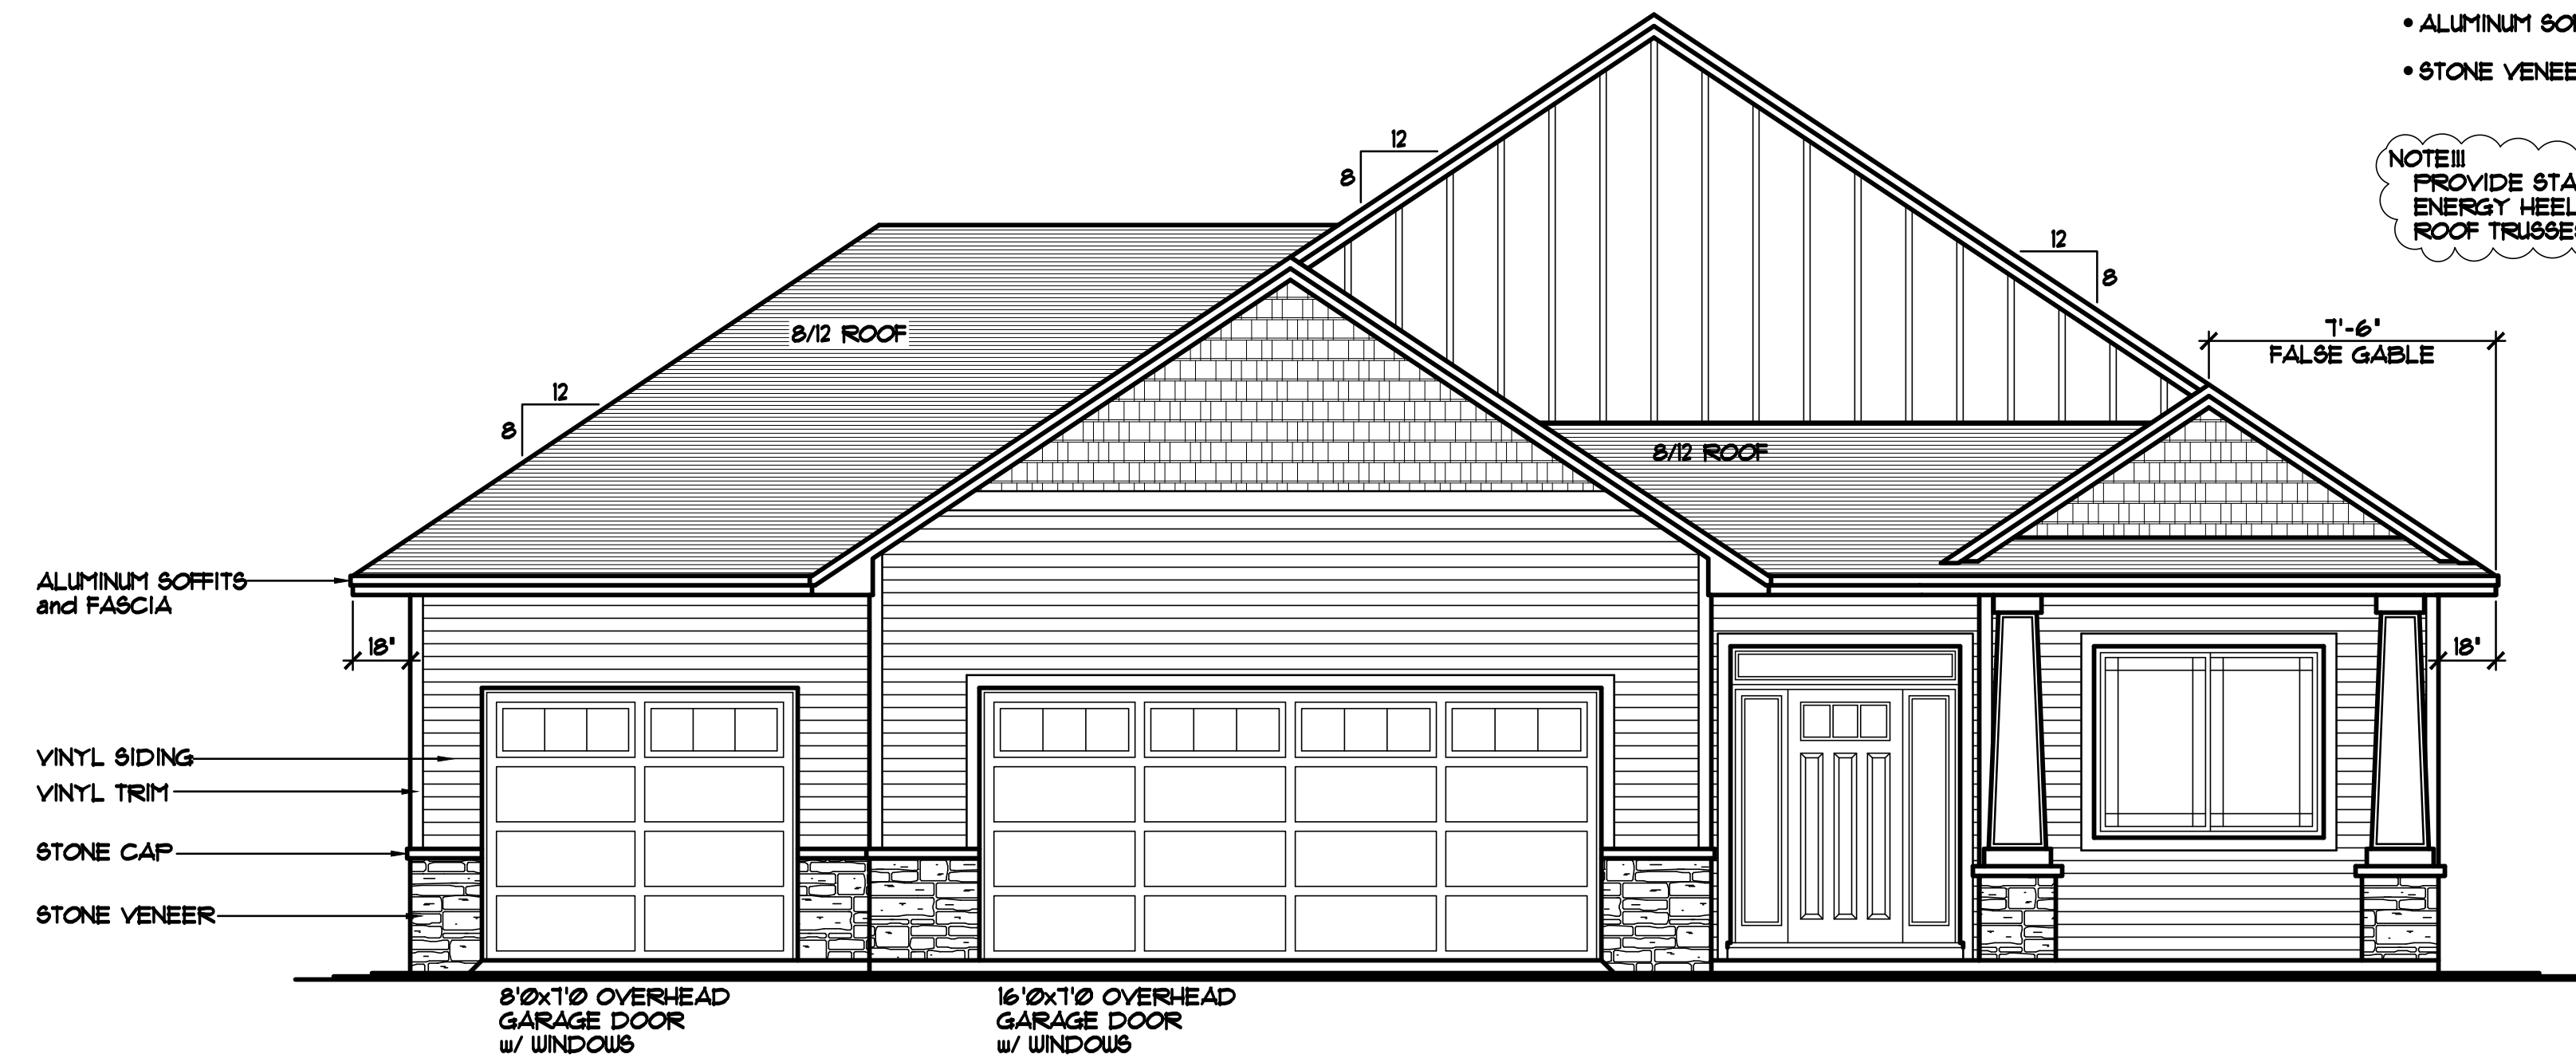 • ALUMINUM SOF
• STONE VENEE
NOTE!!!
PROVIDE STA
ENERGY HEEL
ROOF TRUSSES
12
8
12
8
7'-6"
FALSE GABLE
8/12 ROOF
12
8
8/12 ROOF
ALUMINUM SOFFITS
and FASCIA
18"
18"
VINYL SIDING
VINYL TRIM
STONE CAP
STONE VENEER
8'0x7'0 OVERHEAD
GARAGE DOOR
w/ WINDOWS
16'0x7'0 OVERHEAD
GARAGE DOOR
w/ WINDOWS